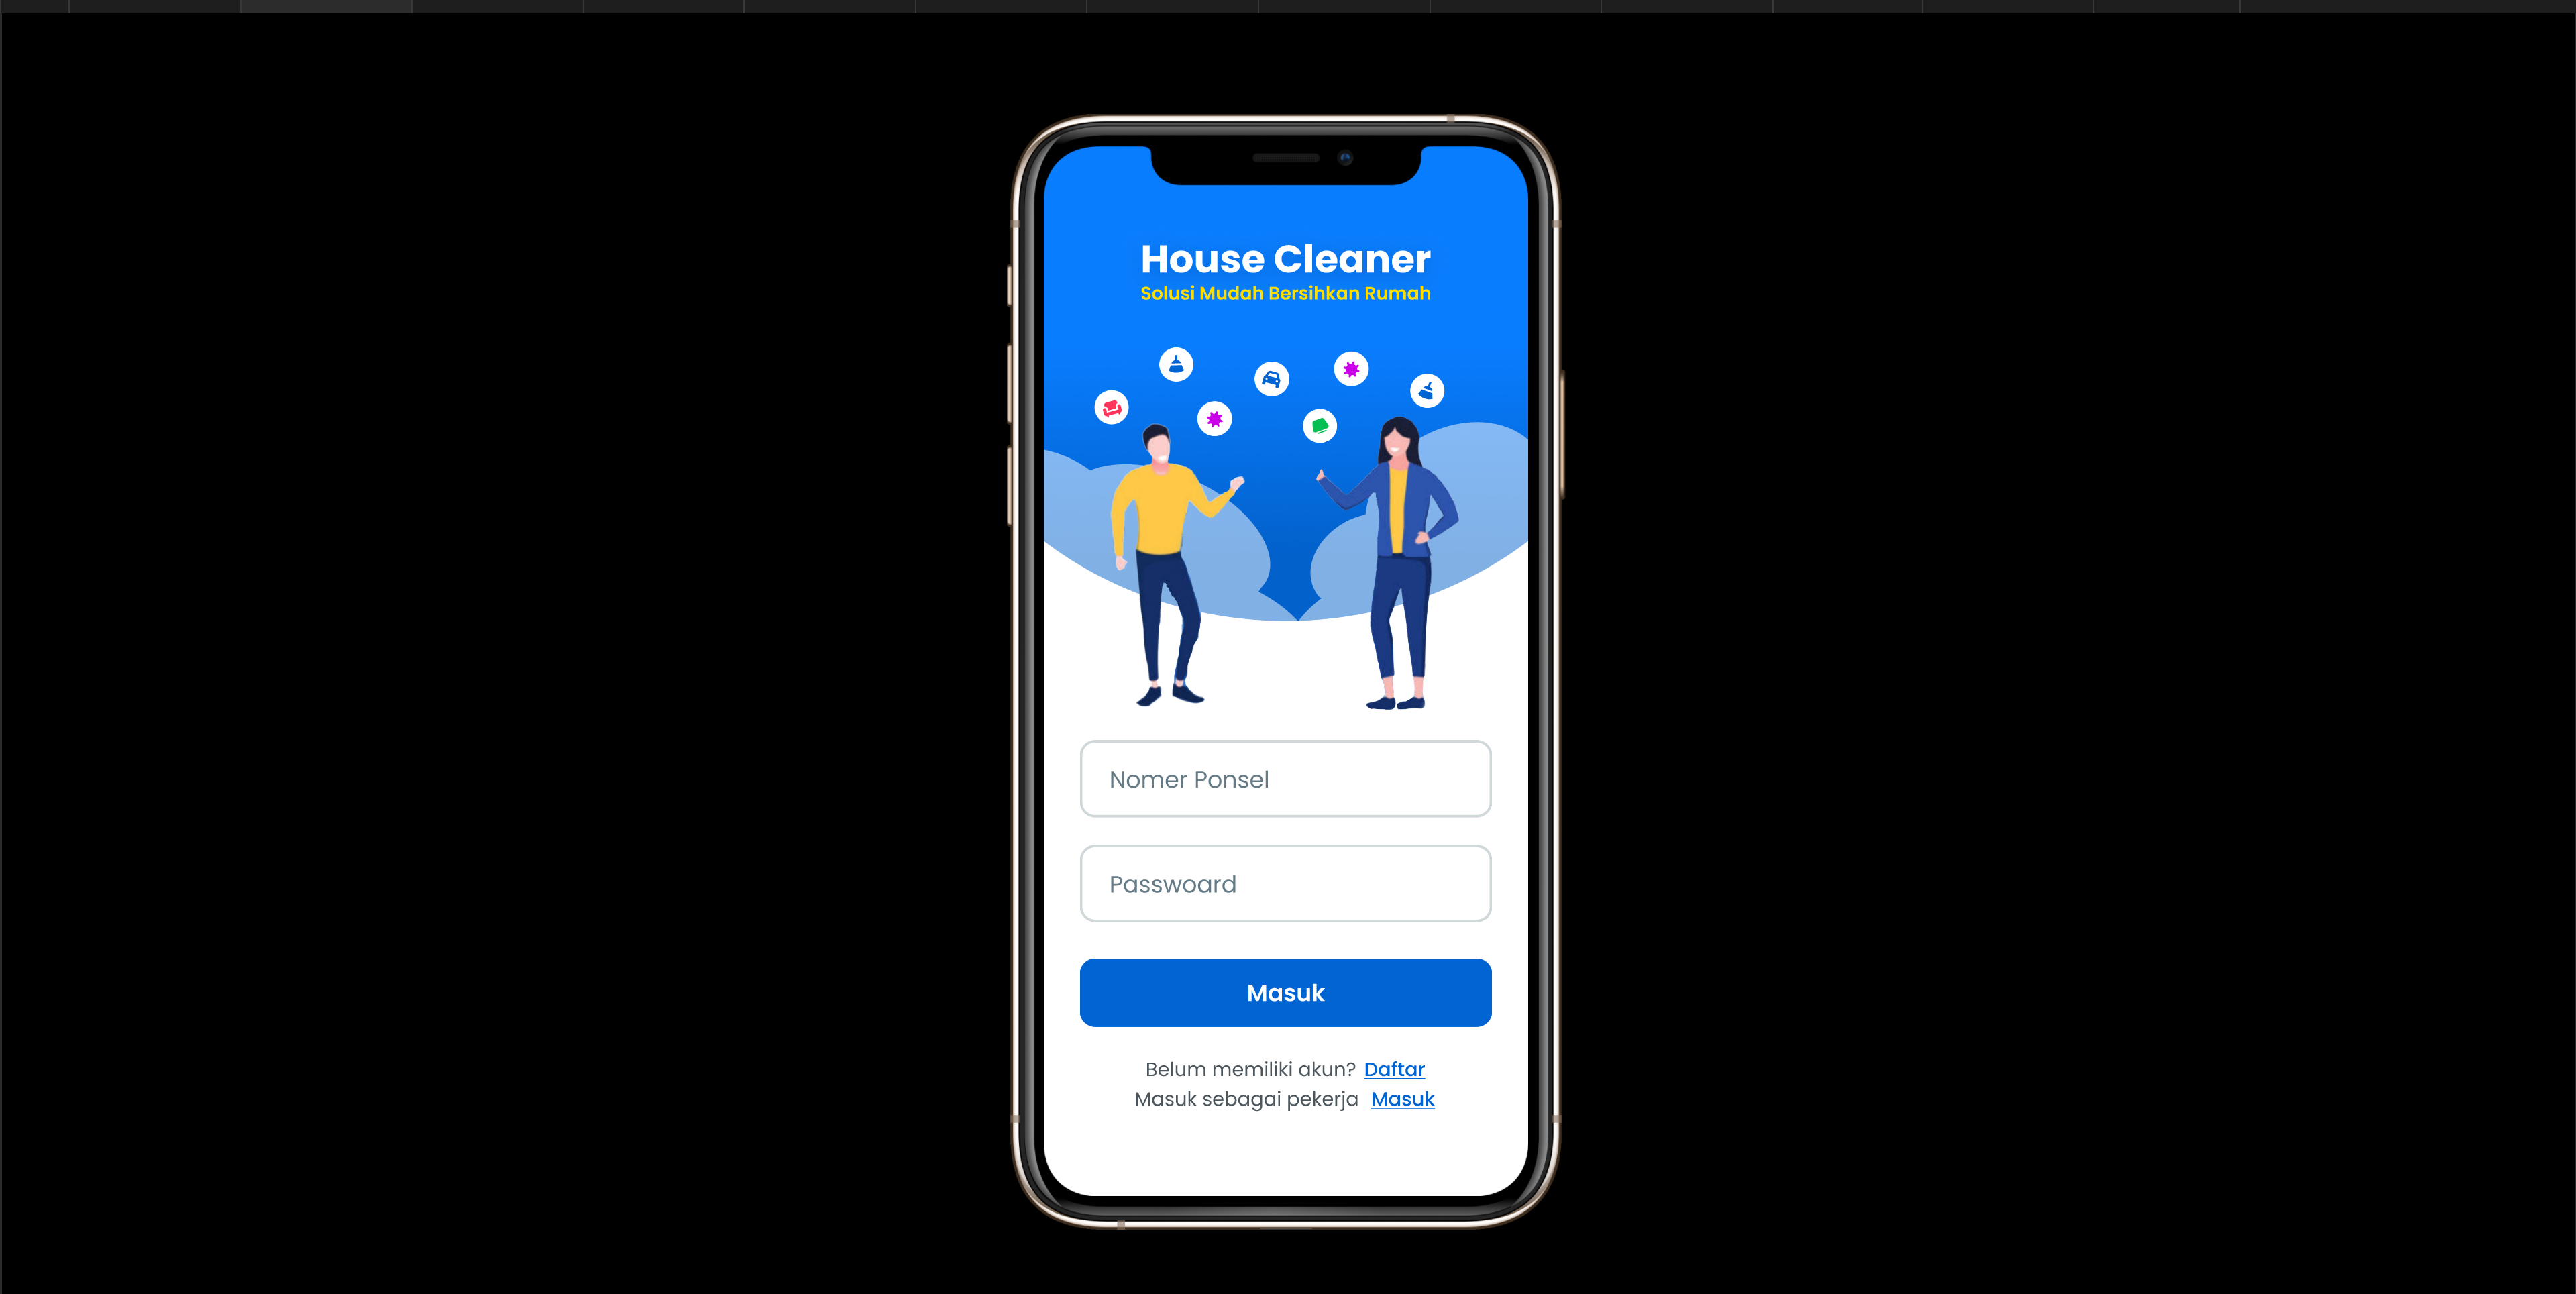 House Cleaner
Solusi Mudah Bersihkan Rumah
Nomer Ponsel
Passwoard
Masuk
Belum memiliki akun? Daftar
Masuk sebagai pekerja Masuk